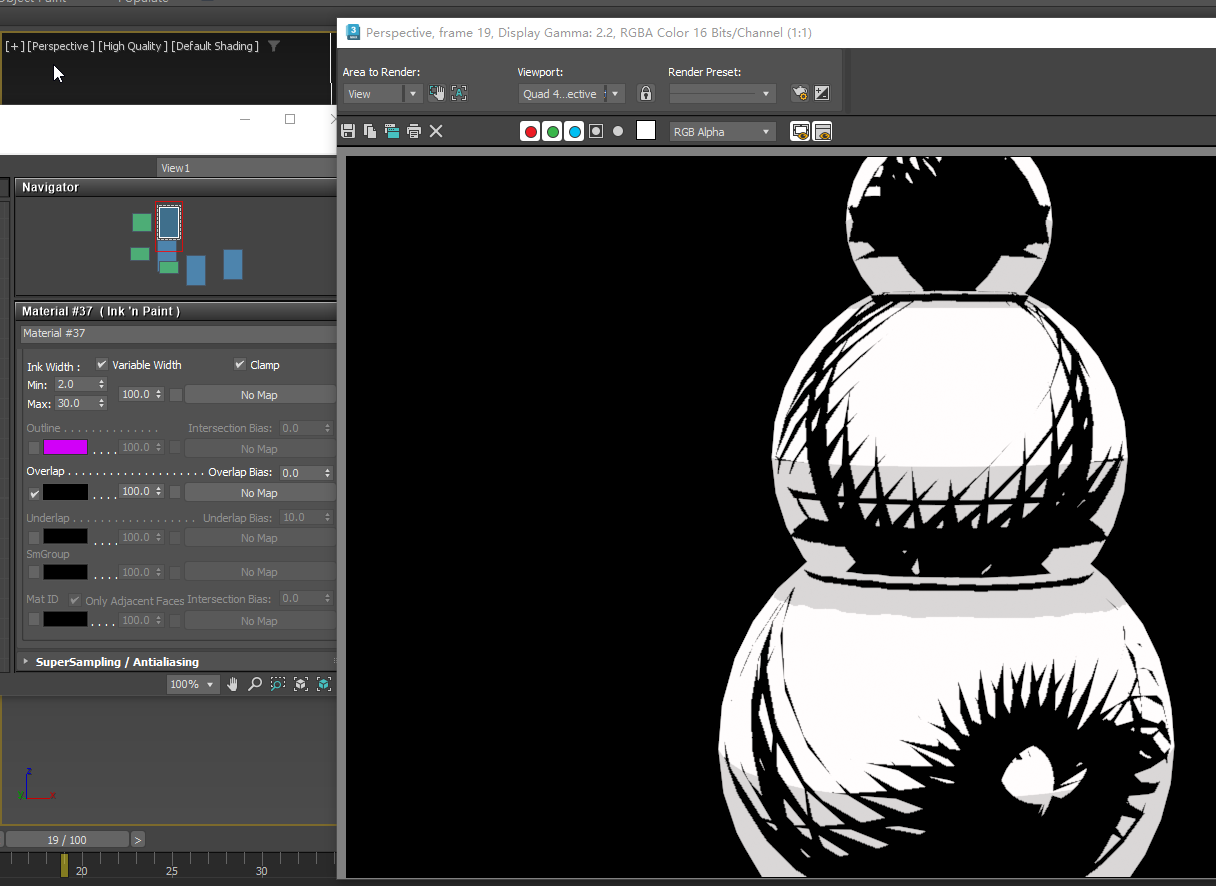 Object Paint Populate
Perspective, frame 19, Display Gamma: 2.2, RGBA Color 16 Bits/Channel (1:1)
[+] [Perspective ] [High Quality ] [Default Shading ]
Area to Render:
Viewport:
Render Preset:
View
Quad 4...ective
RGB Alpha
View1
Navigator
Material #37 ( Ink 'n Paint )
Material #37
Ink Width :
Variable Width
Clamp
Min: 2.0
100.0
No Map
Max: 30.0
Outline . . . . . . . . . . . . . . Intersection Bias: 0.0
. . . . 100.0 No Map
Overlap . . . . . . . . . . . . . . . . . . . . Overlap Bias: 0.0
. . . . 100.0 No Map
Underlap . . . . . . . . . . . . . . . . . . Underlap Bias: 10.0
. . . . 100.0 No Map
SmGroup
. . . . 100.0 No Map
Mat ID Only Adjacent Faces Intersection Bias: 0.0
. . . . 100.0 No Map
SuperSampling / Antialiasing
100%
z
y x
19 / 100 >
20 25 30